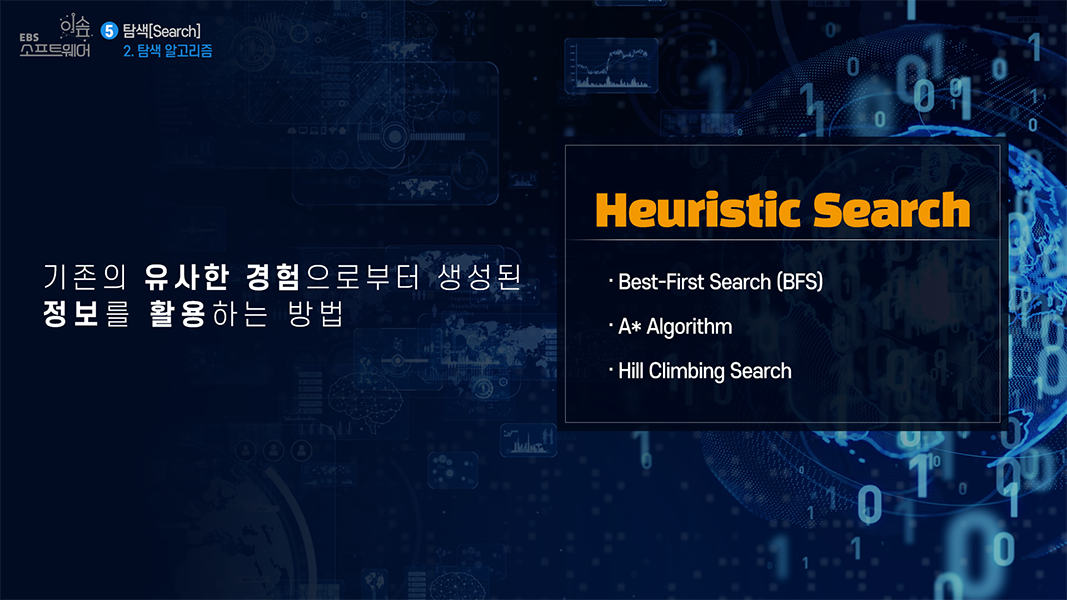 EBS 이솦
소프트웨어
5 탐색[Search]
2. 탐색 알고리즘
기존의 유사한 경험으로부터 생성된
정보를 활용하는 방법
Heuristic Search
· Best-First Search (BFS)
· A* Algorithm
· Hill Climbing Search